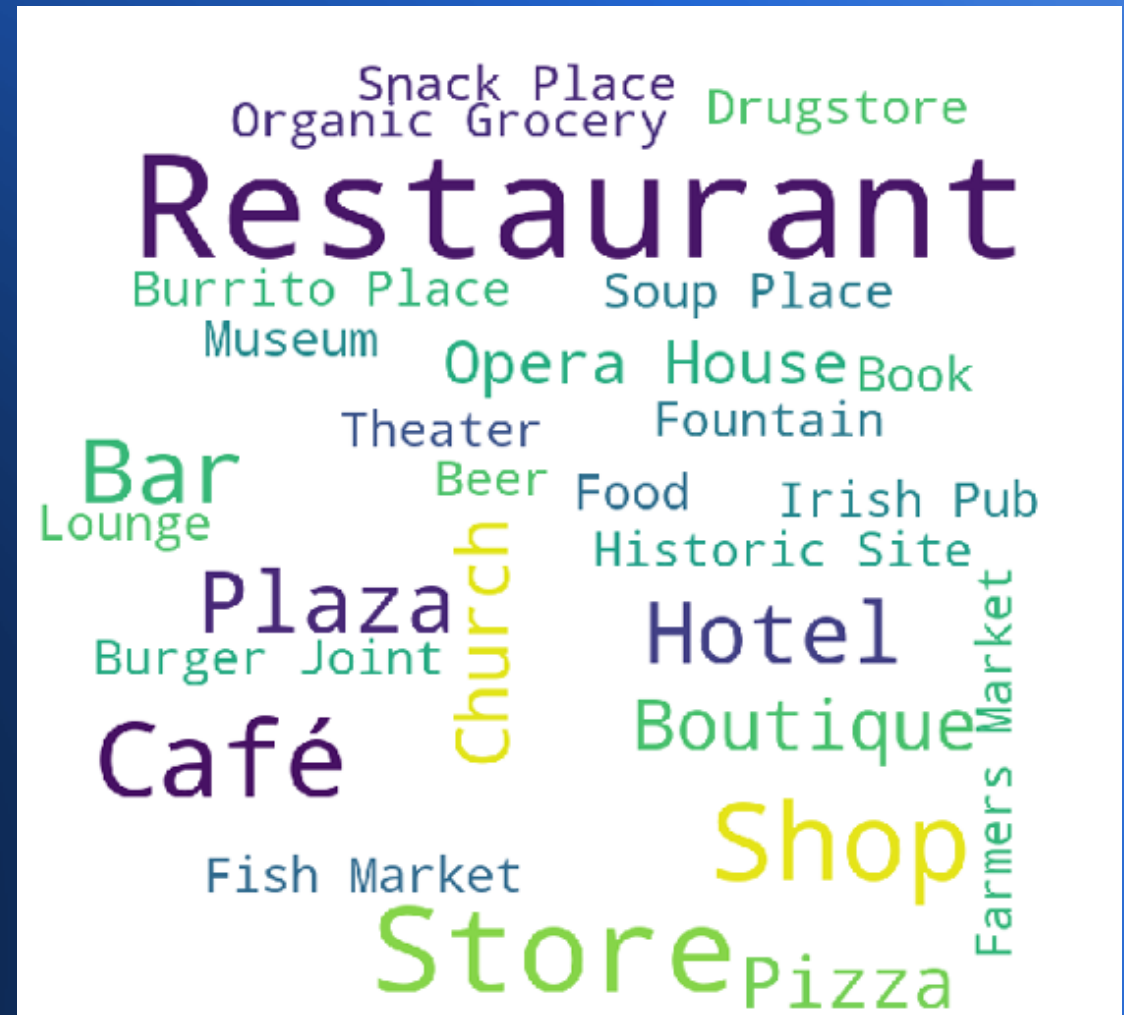 Snack Place
Organic Grocery
Drugstore
Restaurant
Burrito Place
Soup Place
Museum
Opera House
Book
Theater
Fountain
Bar
Beer
Food
Irish Pub
Lounge
Church
Historic Site
Plaza
Hotel
Farmers Market
Burger Joint
Boutique
Café
Shop
Fish Market
Store
Pizza